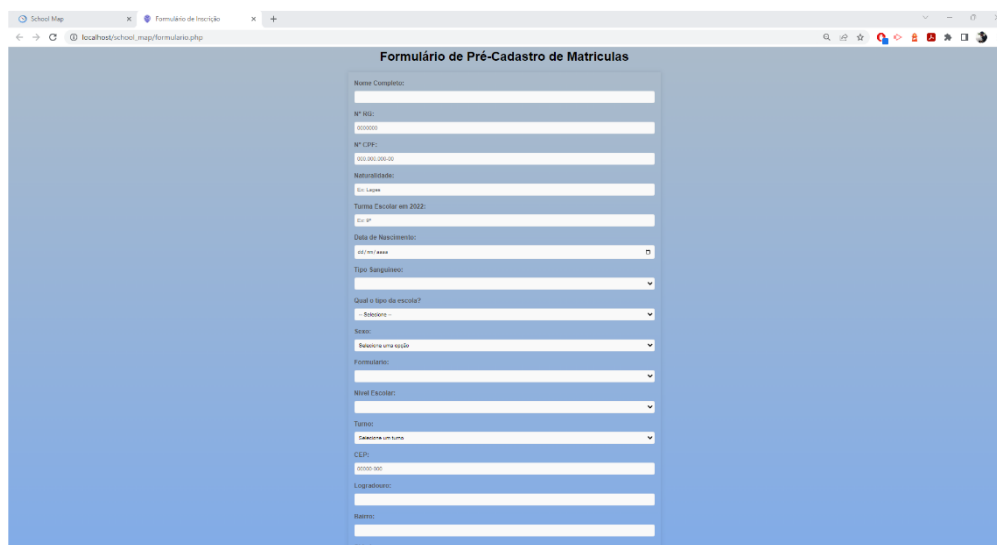 School Map
Formulário de Inscrição
localhost/school_map/formulario.php
Formulário de Pré-Cadastro de Matriculas
Nome Completo:
Nº RG:
0000000
Nº CPF:
000.000.000-00
Naturalidade:
Ex: Lages
Turma Escolar em 2022:
Ex: 9º
Data de Nascimento:
dd/mm/aaaa
Tipo Sanguíneo:
Qual o tipo da escola?
-- Selecione --
Sexo:
Selecione uma opção
Formulário:
Nível Escolar:
Turno:
Selecione um turno
CEP:
00000-000
Logradouro:
Bairro: